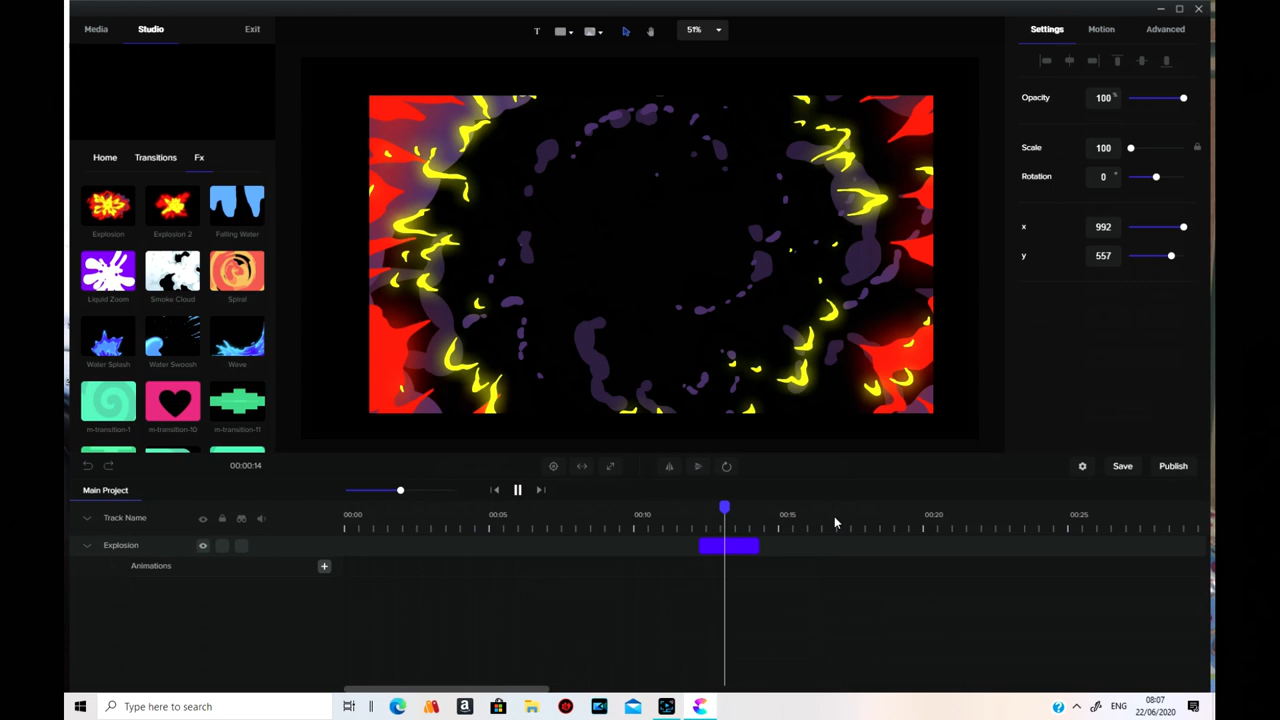 Media Studio Exit
T 51%
Settings Motion Advanced
Opacity 100 %
Scale 100
Rotation 0 °
x 992
y 557
Home Transitions Fx
Explosion Explosion 2 Falling Water
Liquid Zoom Smoke Cloud Spiral
Water Splash Water Swoosh Wave
m-transition-1 m-transition-10 m-transition-11
00:00:14
Save Publish
Main Project
Track Name
00:00 00:05 00:10 00:15 00:20 00:25
Explosion
Animations
Type here to search
ENG
08:07
22/06/2020